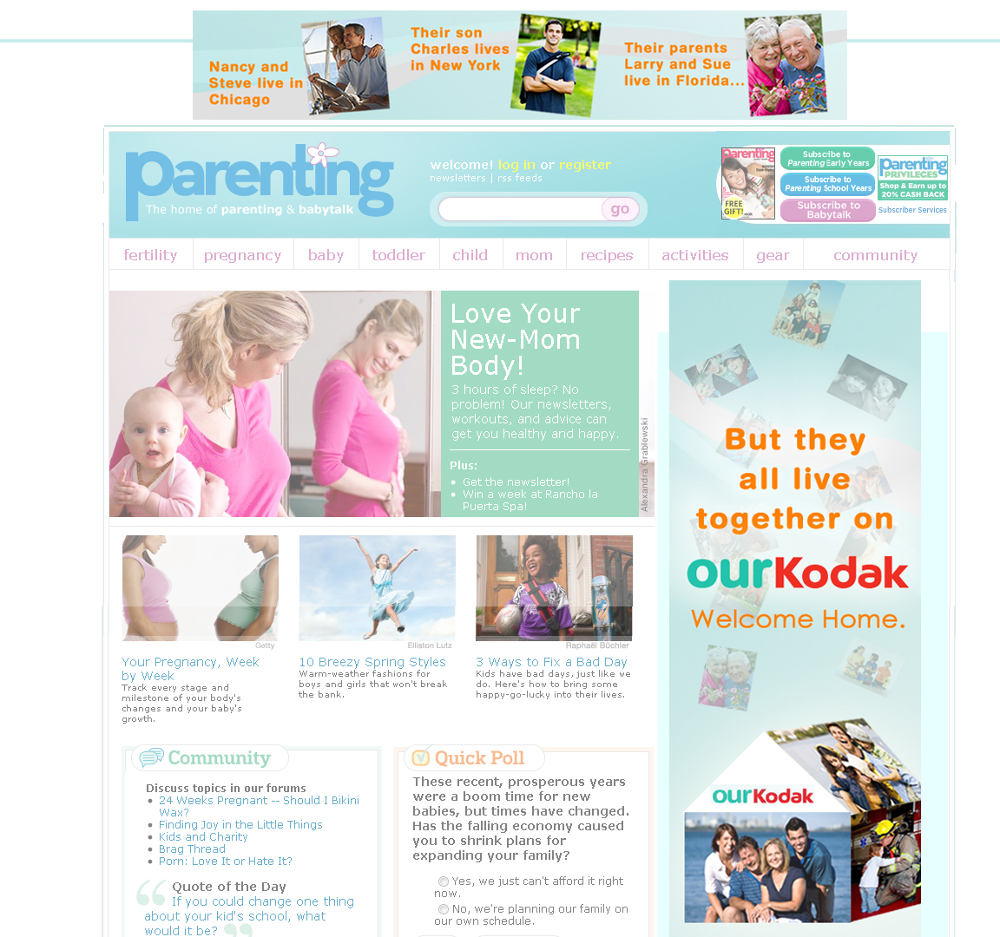 Nancy and
Steve live in
Chicago
Their son
Charles lives
in New York
Their parents
Larry and Sue
live in Florida...
parenting
The home of parenting & babytalk
welcome! log in or register
newsletters | rss feeds
go
Parenting
FREE
GIFT!
Subscribe to
Parenting Early Years
Subscribe to
Parenting School Years
Subscribe to
Babytalk
Parenting
PRIVILEGES
Shop & Earn up to
20% CASH BACK
Subscriber Services
fertility pregnancy baby toddler child mom recipes activities gear community
Love Your
New-Mom
Body!
3 hours of sleep? No
problem! Our newsletters,
workouts, and advice can
get you healthy and happy.
Plus:
Get the newsletter!
Win a week at Rancho la
Puerta Spa!
Alexandra Grablewski
But they
all live
together on
ourKodak
Welcome Home.
ourKodak
Getty
Your Pregnancy, Week
by Week
Track every stage and
milestone of your body's
changes and your baby's
growth.
Elliston Lutz
10 Breezy Spring Styles
Warm-weather fashions for
boys and girls that won't break
the bank.
Raphaël Büchler
3 Ways to Fix a Bad Day
Kids have bad days, just like we
do. Here's how to bring some
happy-go-lucky into their lives.
Community
Discuss topics in our forums
24 Weeks Pregnant -- Should I Bikini
Wax?
Finding Joy in the Little Things
Kids and Charity
Brag Thread
Porn: Love It or Hate It?
“ Quote of the Day
If you could change one thing
about your kid's school, what
would it be? ”
Quick Poll
These recent, prosperous years
were a boom time for new
babies, but times have changed.
Has the falling economy caused
you to shrink plans for
expanding your family?
Yes, we just can't afford it right
now.
No, we're planning our family on
our own schedule.